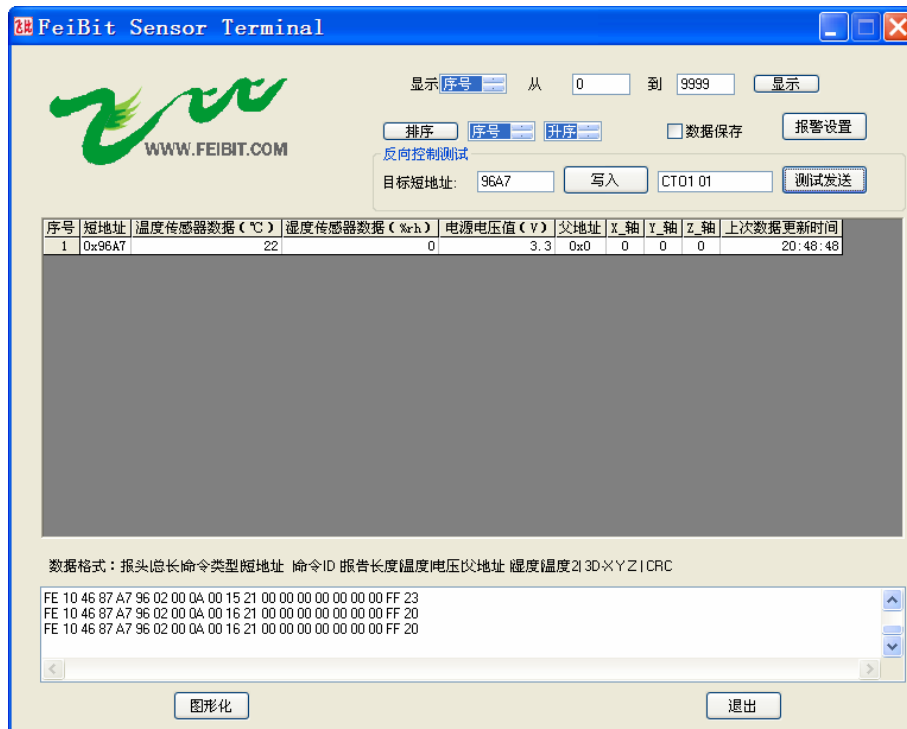 飞比 FeiBit Sensor Terminal
显示 序号 从 0 到 9999 显示
排序 序号 升序 数据保存 报警设置
WWW.FEIBIT.COM
反向控制测试
目标短地址: 96A7 写入 CT01 01 测试发送
序号 短地址 温度传感器数据(℃) 湿度传感器数据(%rh) 电源电压值(V) 父地址 X_轴 Y_轴 Z_轴 上次数据更新时间
1 0x96A7 22 0 3.3 0x0 0 0 0 20:48:48
数据格式：报头|总长|命令类型|短地址 |命令ID |报告长度|温度|电压|父地址 |湿度|温度2|3D-X Y Z | CRC
FE 10 46 87 A7 96 02 00 0A 00 15 21 00 00 00 00 00 00 00 FF 23
FE 10 46 87 A7 96 02 00 0A 00 16 21 00 00 00 00 00 00 00 FF 20
FE 10 46 87 A7 96 02 00 0A 00 16 21 00 00 00 00 00 00 00 FF 20
图形化 退出